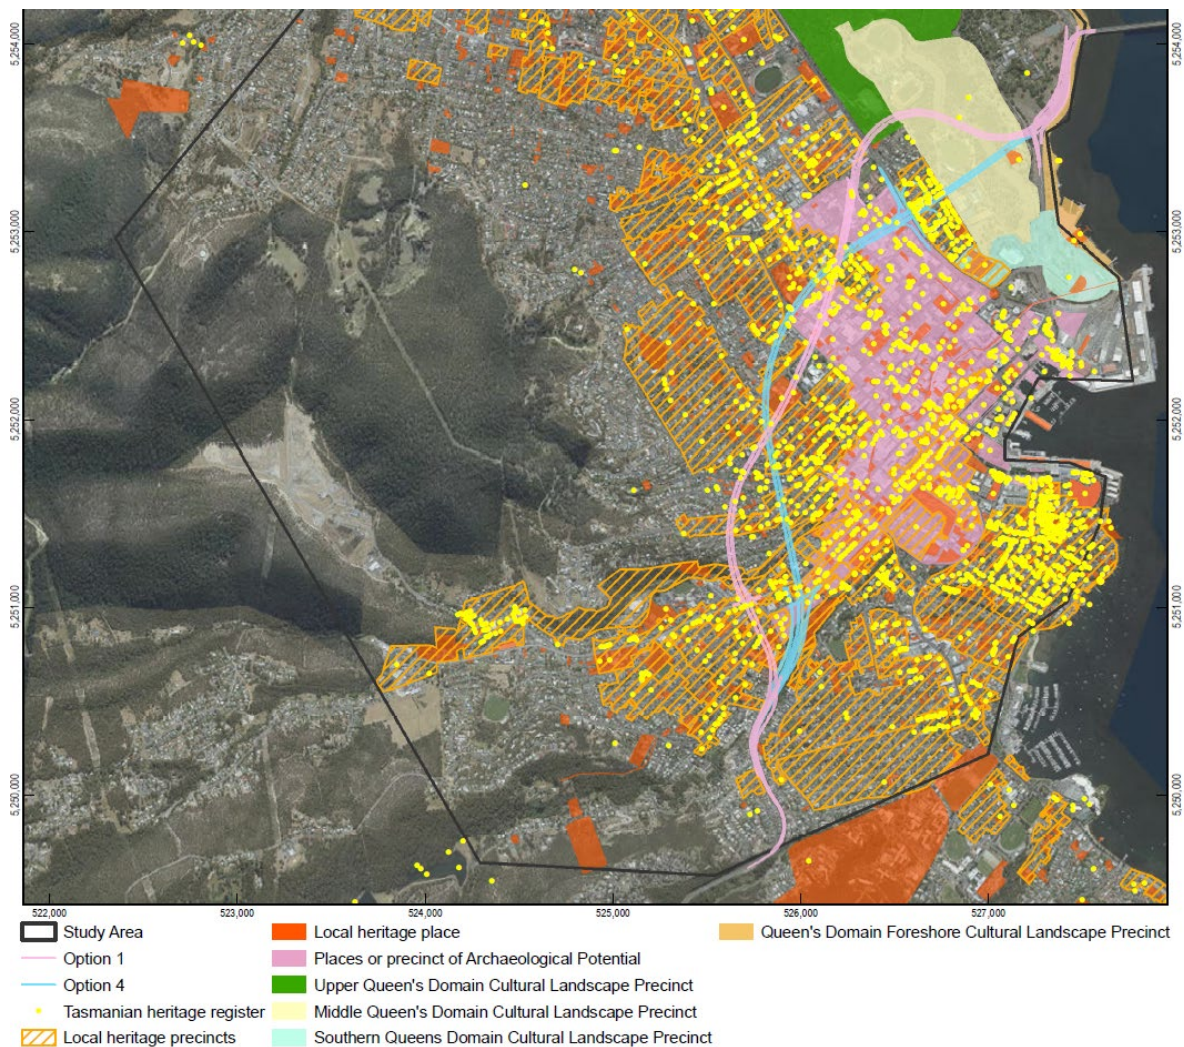 5,254,000
5,254,000
5,253,000
5,253,000
5,252,000
5,252,000
5,251,000
5,251,000
5,250,000
5,250,000
522,000 523,000 524,000 525,000 526,000 527,000
Study Area
Option 1
Option 4
Tasmanian heritage register
Local heritage precincts
Local heritage place
Places or precinct of Archaeological Potential
Upper Queen's Domain Cultural Landscape Precinct
Middle Queen's Domain Cultural Landscape Precinct
Southern Queens Domain Cultural Landscape Precinct
Queen's Domain Foreshore Cultural Landscape Precinct